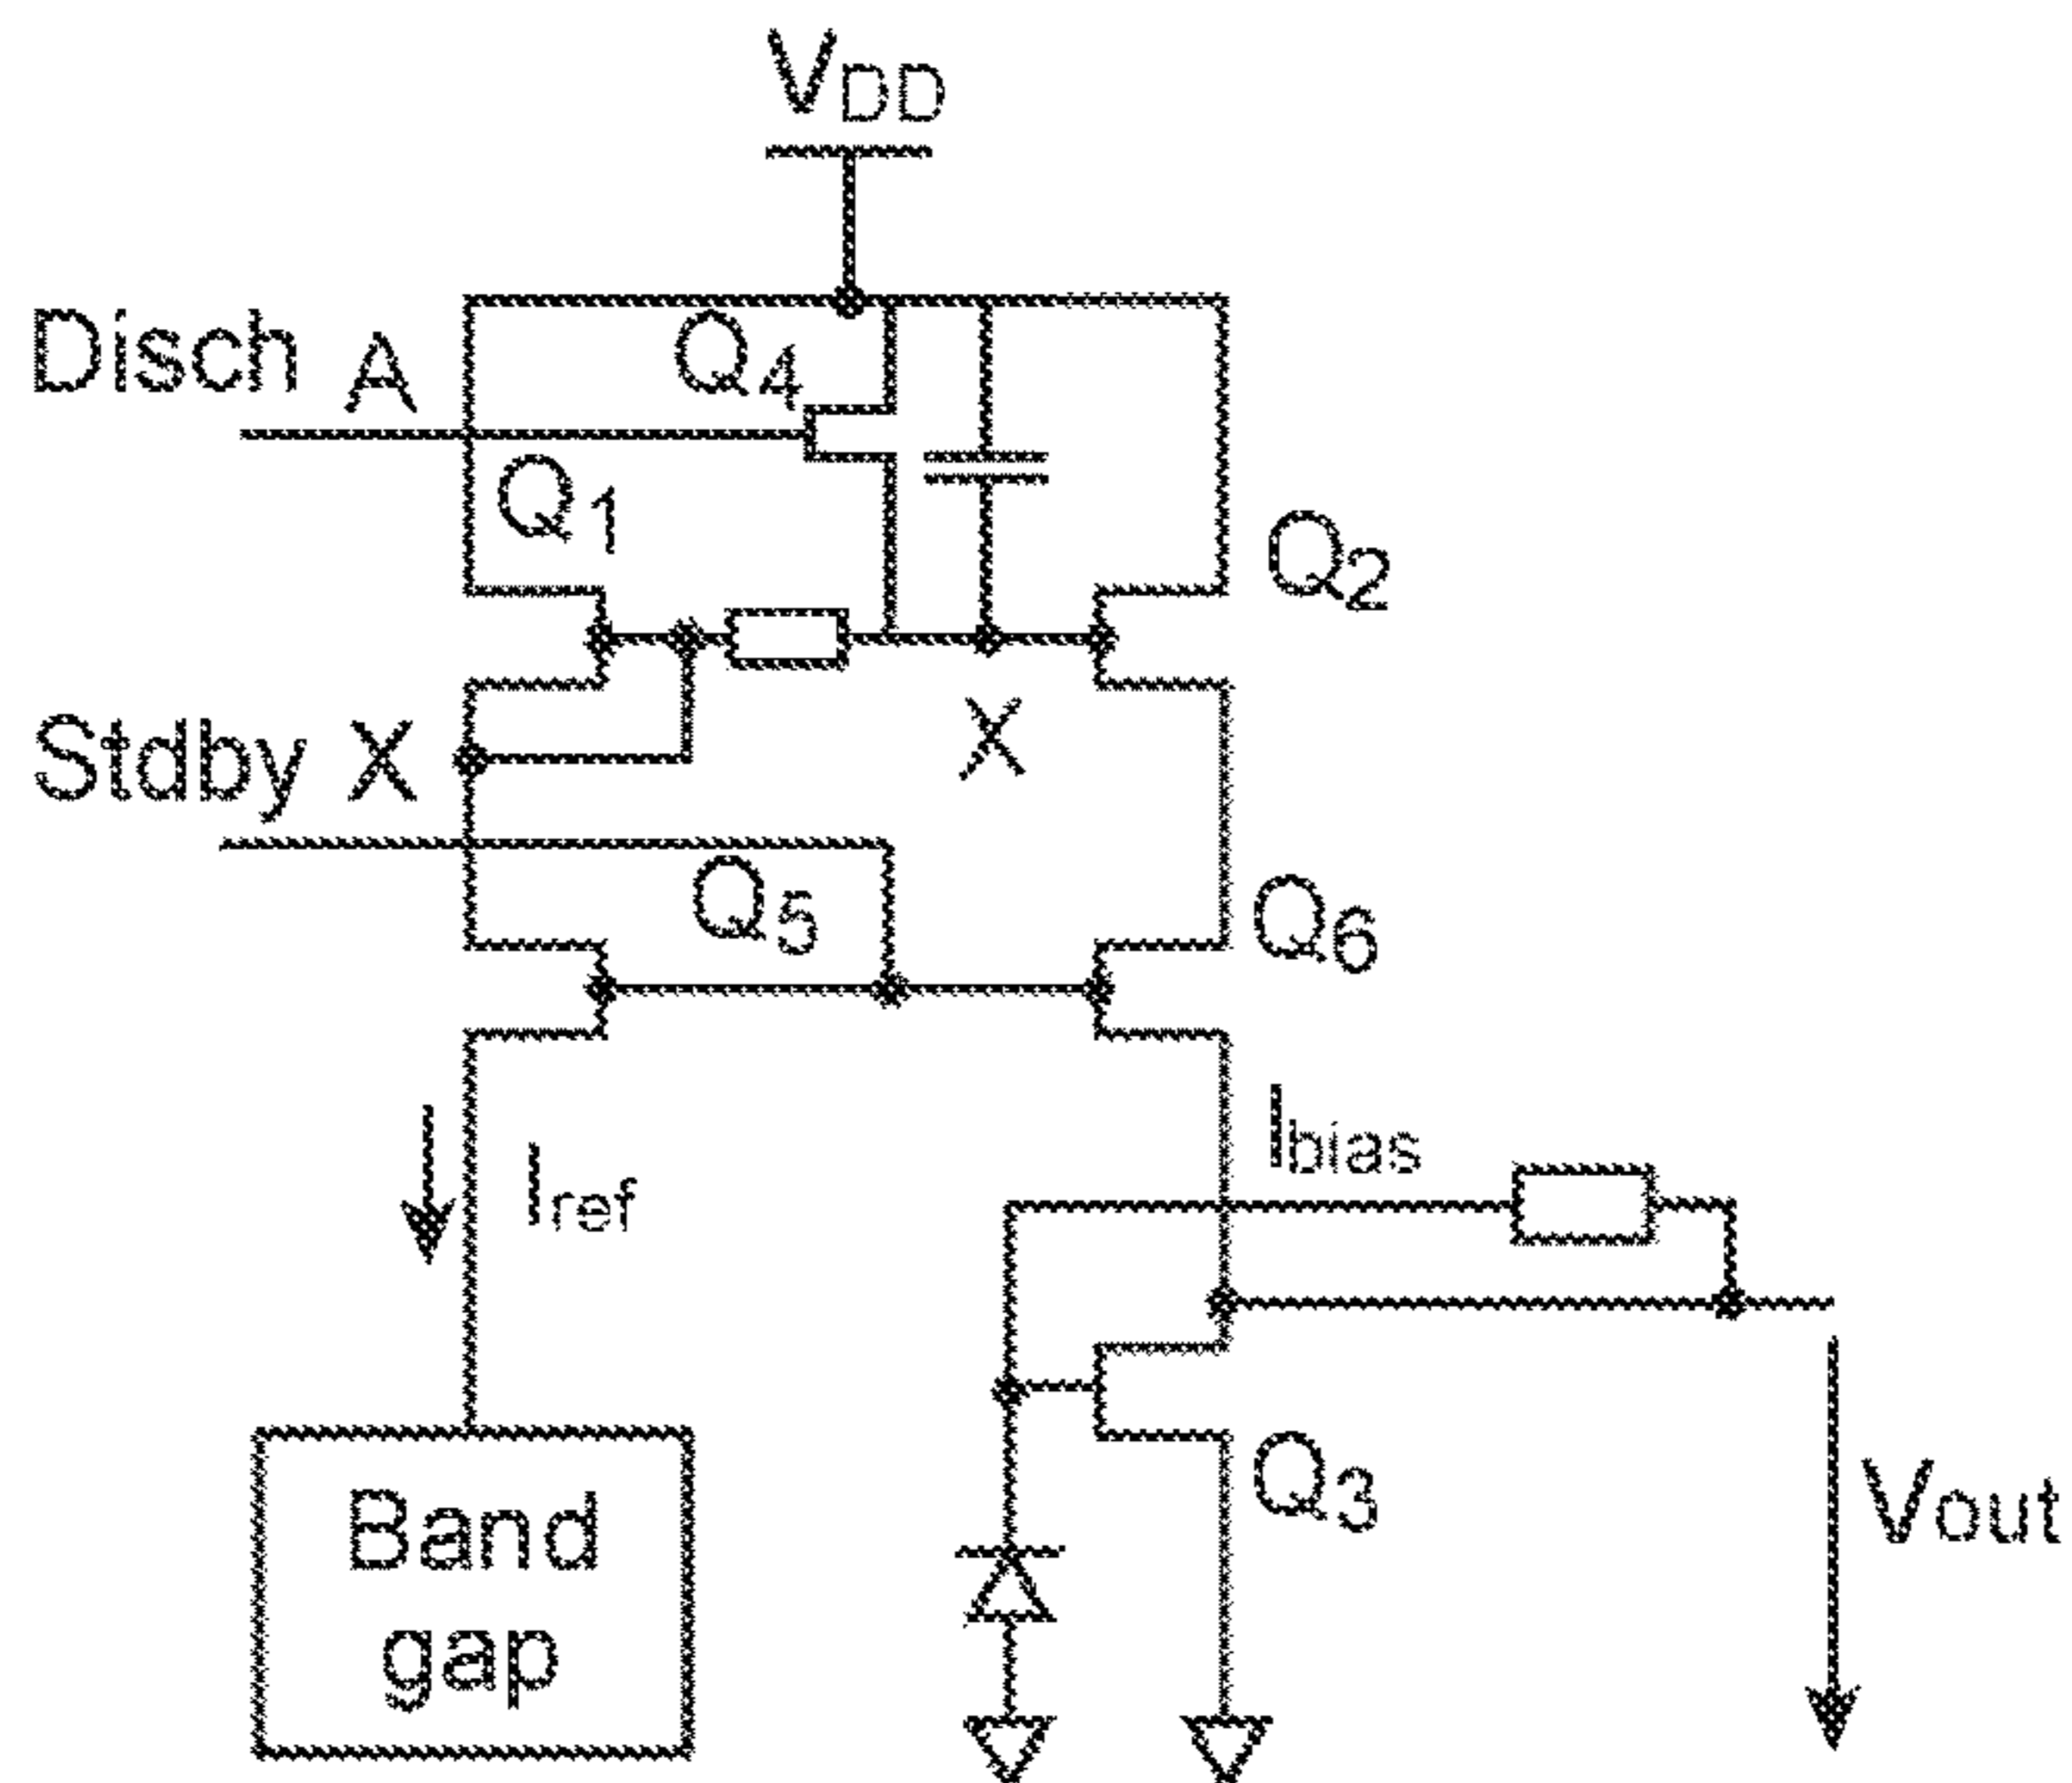 VDD
Disch A
Q4
Q1
Q2
Stdby X
X
Q5
Q6
Iref
Ibias
Band
gap
Q3
Vout